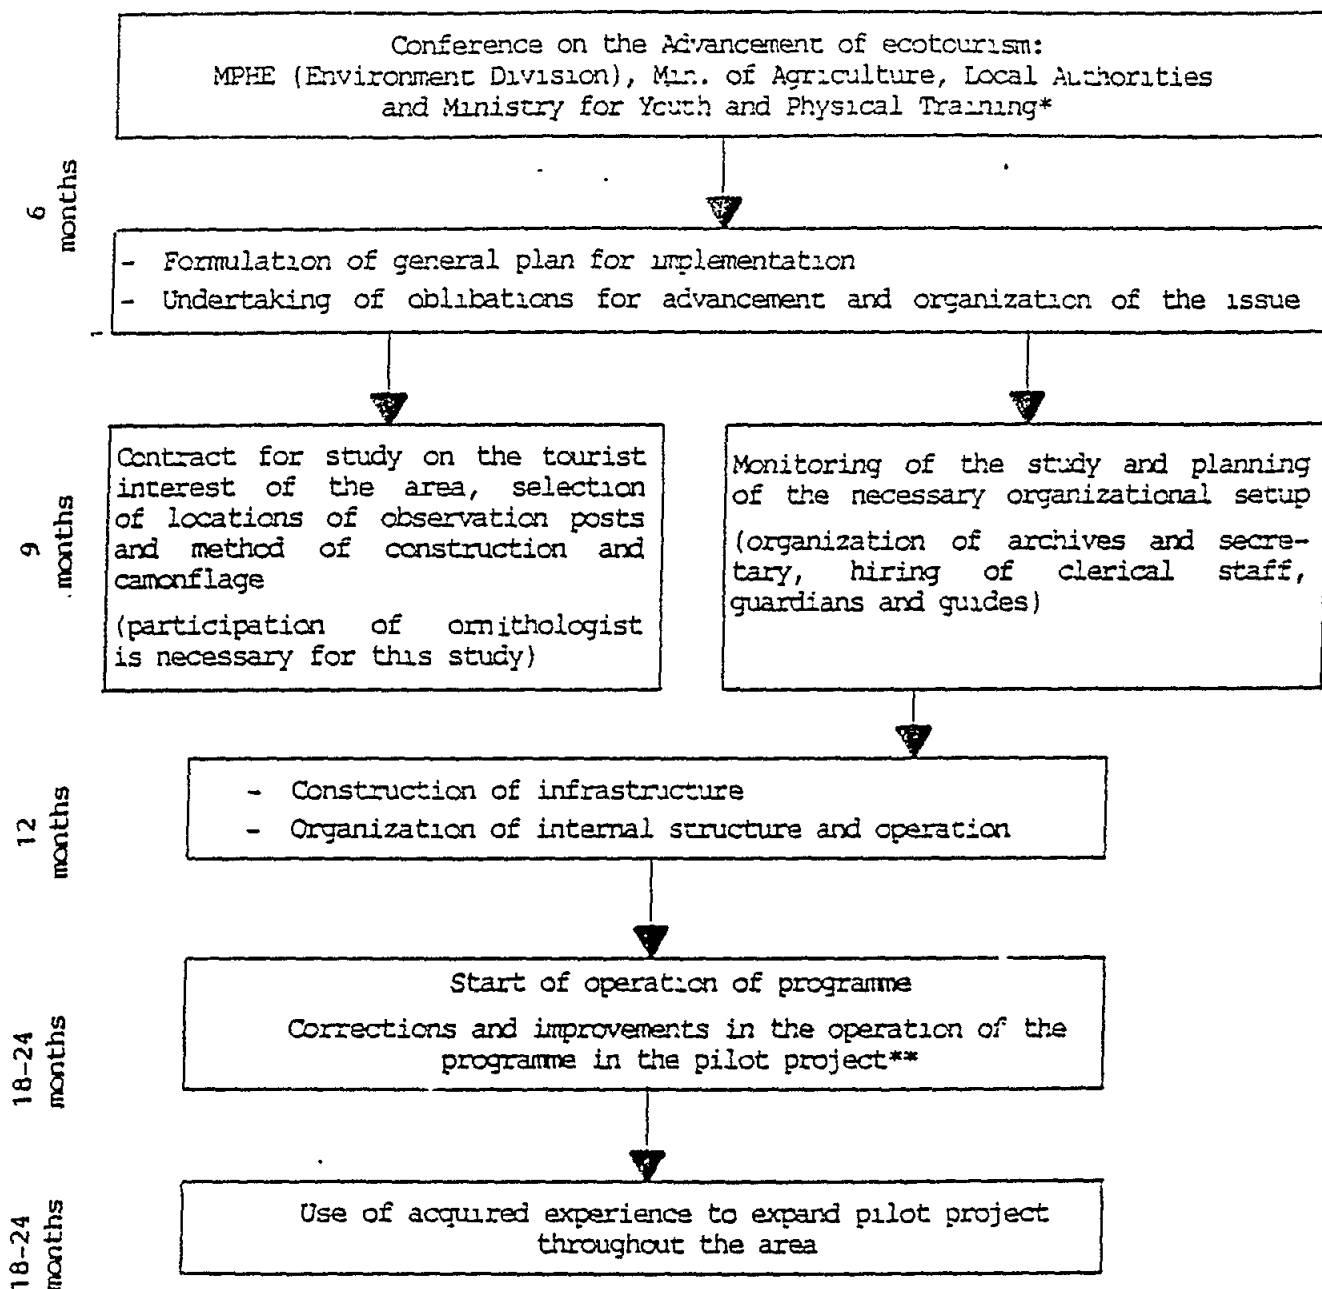 Conference on the Advancement of ecotourism:
MPHE (Environment Division), Min. of Agriculture, Local Authorities
and Ministry for Youth and Physical Training*
6
months
- Formulation of general plan for implementation
- Undertaking of oblibations for advancement and organization of the issue
9
months
Contract for study on the tourist
interest of the area, selection
of locations of observation posts
and method of construction and
camonflage
(participation of ornithologist
is necessary for this study)
Monitoring of the study and planning
of the necessary organizational setup
(organization of archives and secre-
tary, hiring of clerical staff,
guardians and guides)
12
months
- Construction of infrastructure
- Organization of internal structure and operation
18-24
months
Start of operation of programme
Corrections and improvements in the operation of the
programme in the pilot project**
18-24
months
Use of acquired experience to expand pilot project
throughout the area